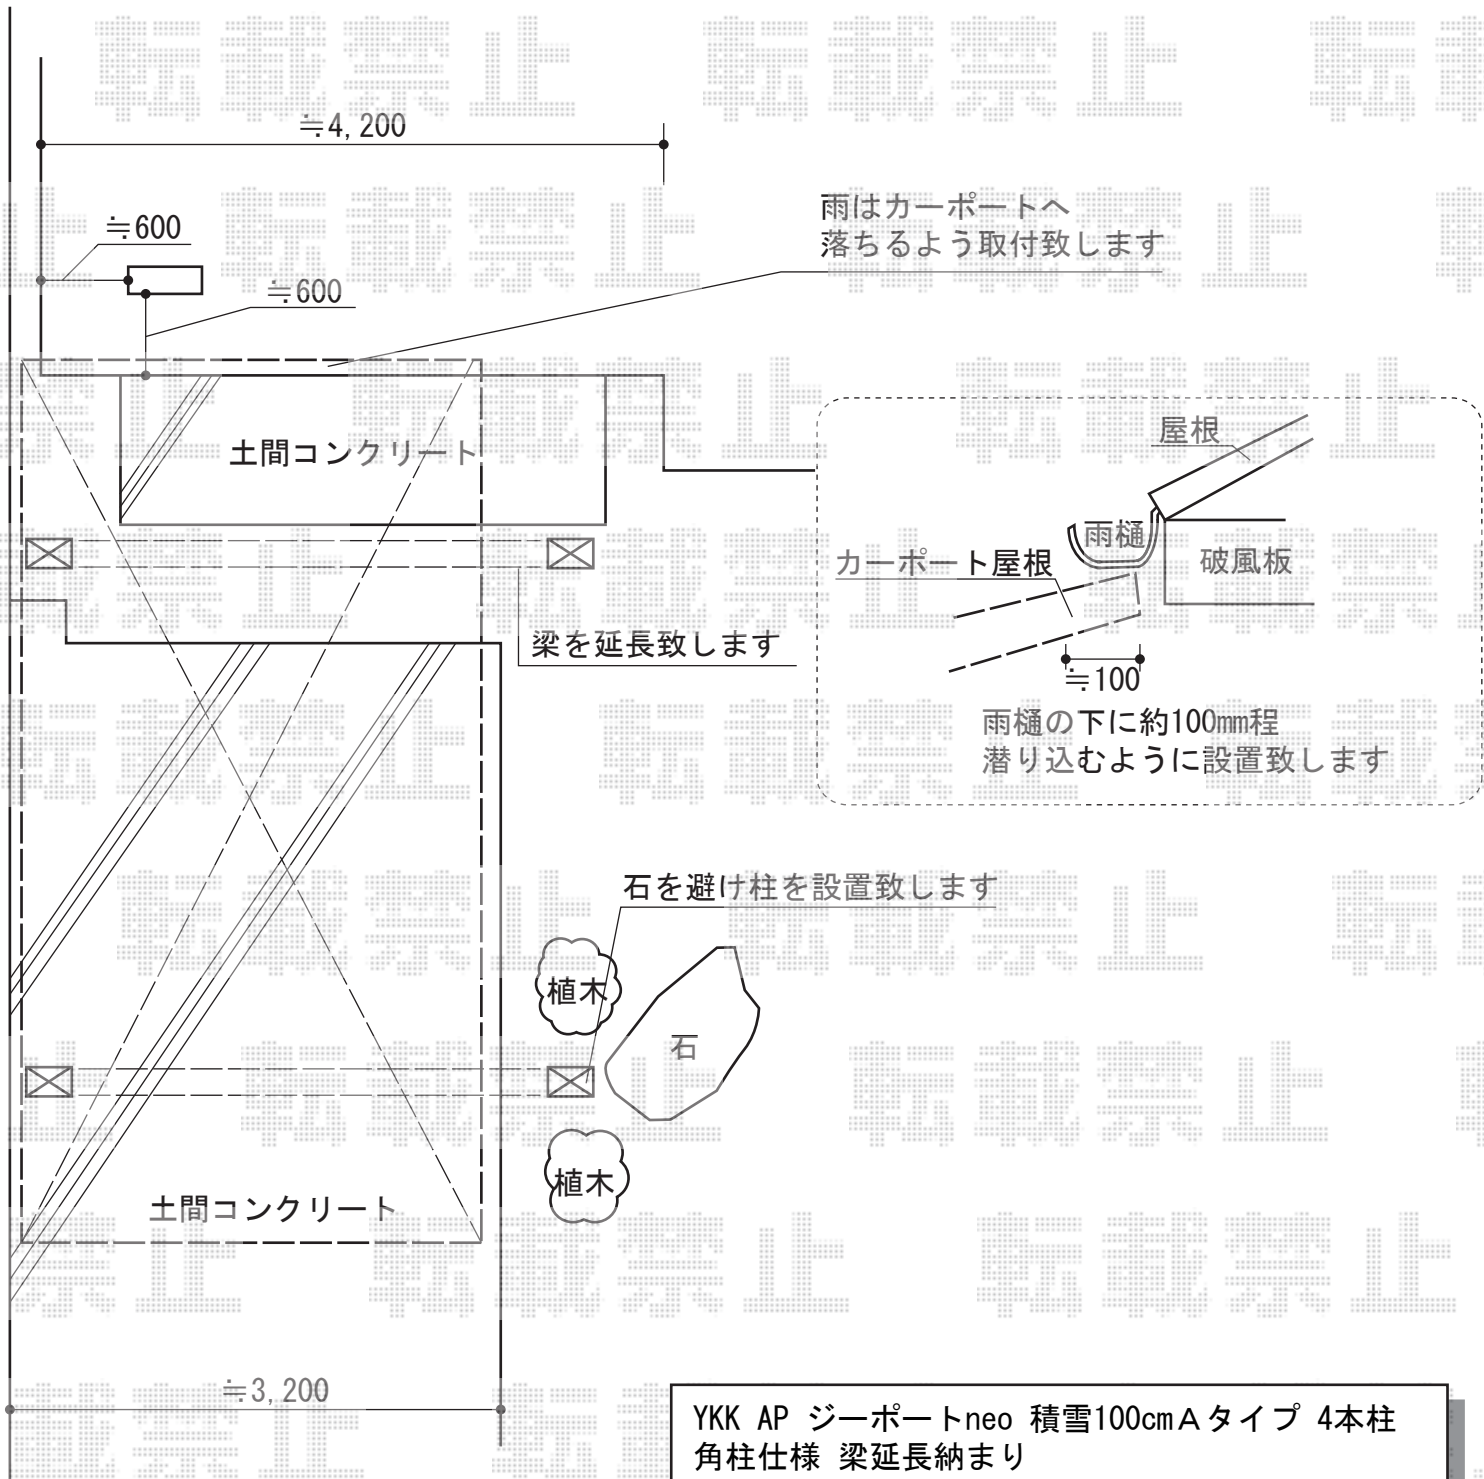 ≒4,200
≒600
≒600
雨はカーポートへ
落ちるよう取付致します
土間コンクリート
屋根
雨樋
カーポート屋根
破風板
≒100
雨樋の下に約100mm程
潜り込むように設置致します
梁を延長致します
石を避け柱を設置致します
植木
石
植木
土間コンクリート
≒3,200
YKK AP ジーポートneo 積雪100cm Aタイプ 4本柱
角柱仕様 梁延長納まり
転載禁止